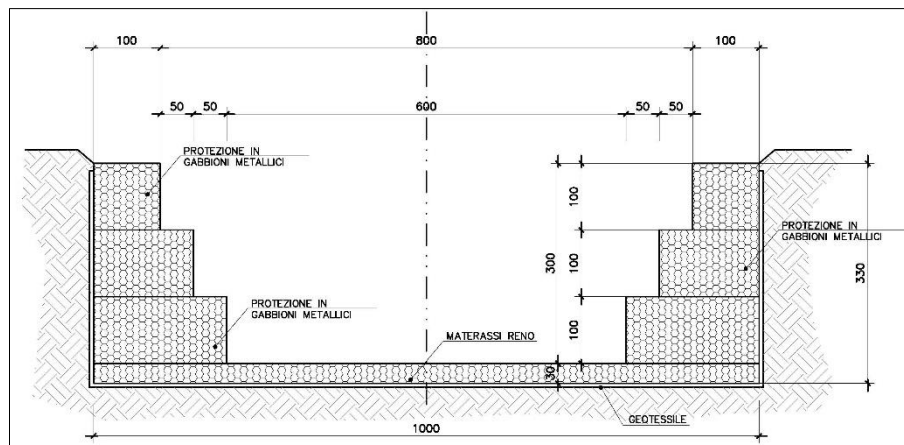 100
800
100
50
50
600
50
50
PROTEZIONE IN
GABBIONI METALLICI
100
PROTEZIONE IN
GABBIONI METALLICI
300
100
330
PROTEZIONE IN
GABBIONI METALLICI
100
MATERASSI RENO
30
GEOTESSILE
1000